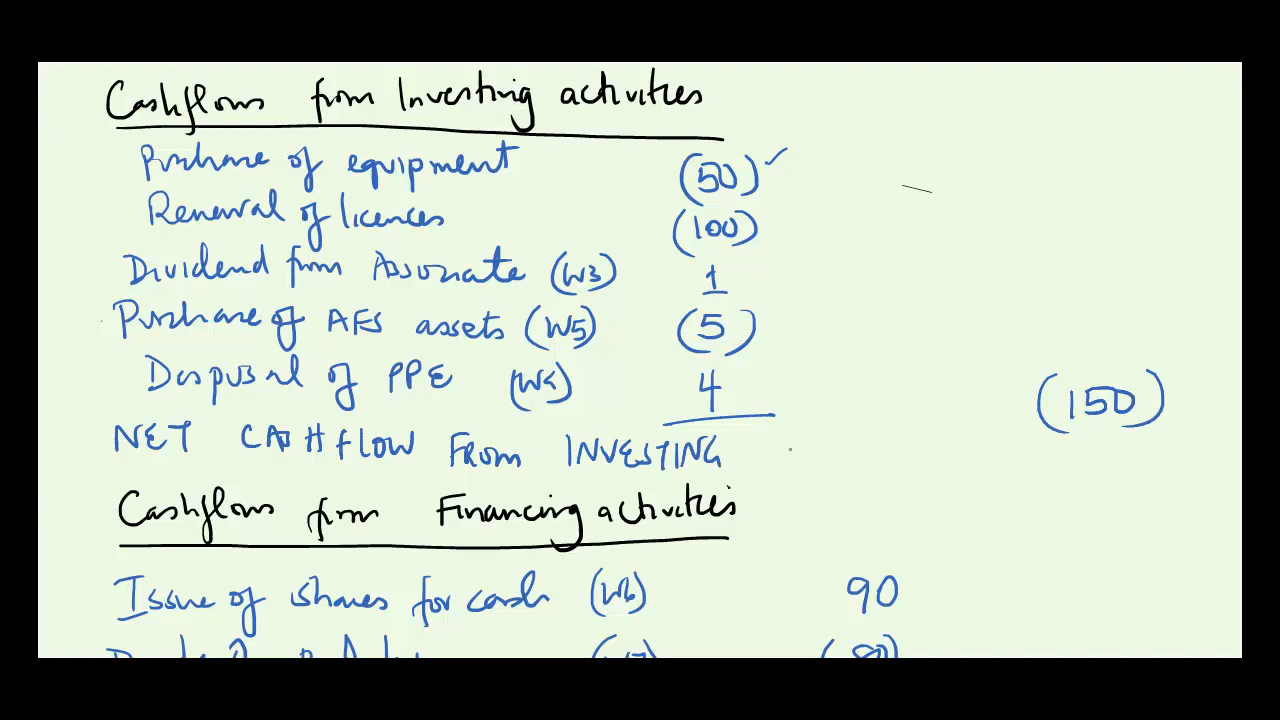 Cashflows from Investing activities
Purchase of equipment (50) ✓
Renewal of licences (100)
Dividend from Associate (W3) 1
Purchase of AFS assets (W5) (5)
Disposal of PPE (W4) 4
(150)
NET CASHFLOW FROM INVESTING
Cashflows from Financing activities
Issue of shares for cash (W6) 90